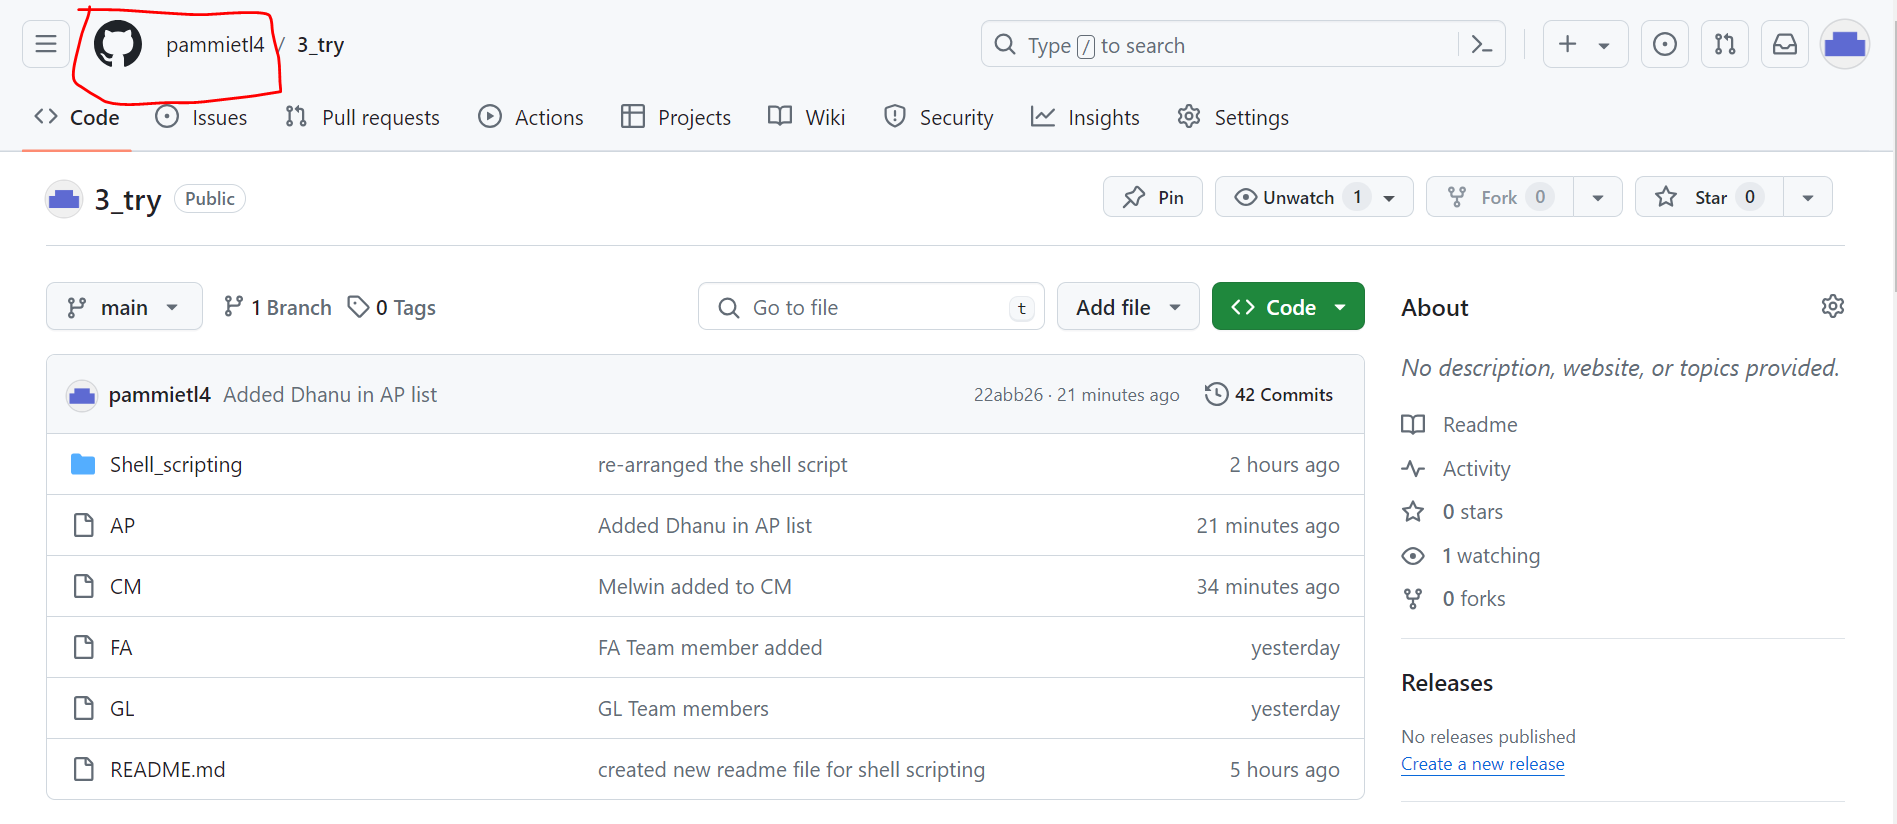 pammietl4 / 3_try
Type / to search
Code Issues Pull requests Actions Projects Wiki Security Insights Settings
3_try Public
Pin Unwatch 1 Fork 0 Star 0
main 1 Branch 0 Tags Go to file t Add file Code
pammietl4 Added Dhanu in AP list 22abb26 · 21 minutes ago 42 Commits
Shell_scripting re-arranged the shell script 2 hours ago
AP Added Dhanu in AP list 21 minutes ago
CM Melwin added to CM 34 minutes ago
FA FA Team member added yesterday
GL GL Team members yesterday
README.md created new readme file for shell scripting 5 hours ago
About
No description, website, or topics provided.
Readme
Activity
0 stars
1 watching
0 forks
Releases
No releases published
Create a new release